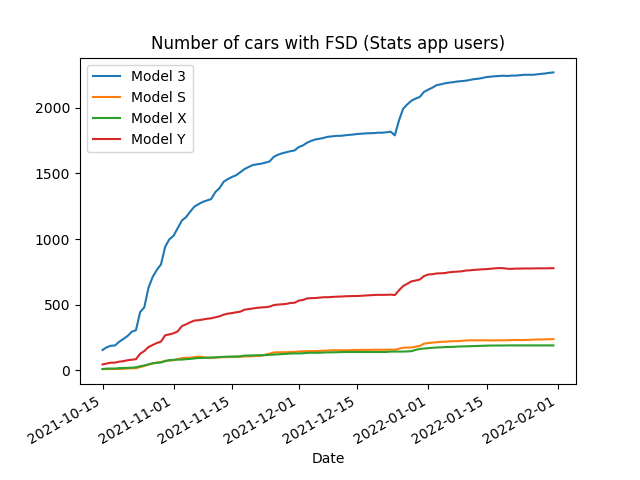 Number of cars with FSD (Stats app users)
Model 3
Model S
Model X
Model Y
2000
1500
1000
500
0
2021-10-15
2021-11-01
2021-11-15
2021-12-01
2021-12-15
2022-01-01
2022-01-15
2022-02-01
Date